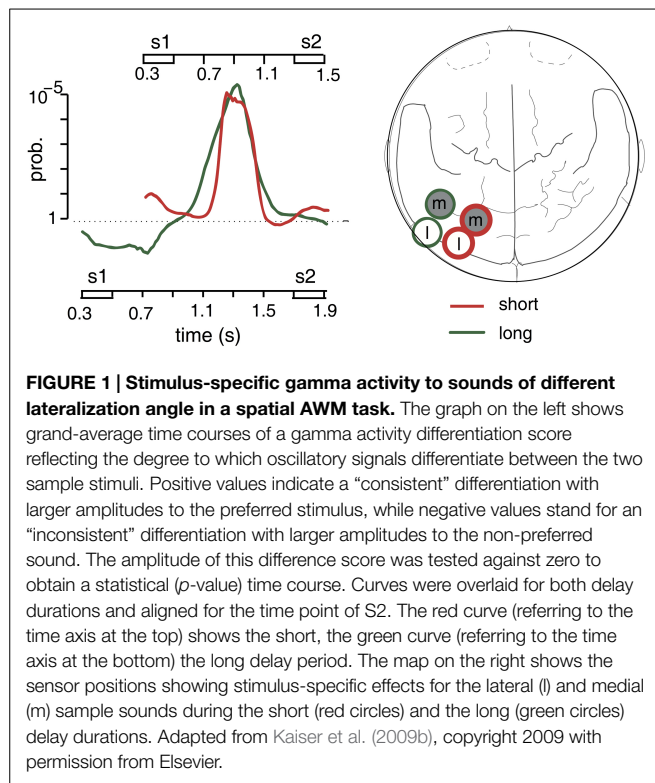 s1 s2
0.3 0.7 1.1 1.5
10-5
prob.
1
s1 s2
0.3 0.7 1.1 1.5 1.9
time (s)
m
m
l
l
short
long
FIGURE 1 | Stimulus-specific gamma activity to sounds of different
lateralization angle in a spatial AWM task. The graph on the left shows
grand-average time courses of a gamma activity differentiation score
reflecting the degree to which oscillatory signals differentiate between the two
sample stimuli. Positive values indicate a “consistent” differentiation with
larger amplitudes to the preferred stimulus, while negative values stand for an
“inconsistent” differentiation with larger amplitudes to the non-preferred
sound. The amplitude of this difference score was tested against zero to
obtain a statistical (p-value) time course. Curves were overlaid for both delay
durations and aligned for the time point of S2. The red curve (referring to the
time axis at the top) shows the short, the green curve (referring to the time
axis at the bottom) the long delay period. The map on the right shows the
sensor positions showing stimulus-specific effects for the lateral (l) and medial
(m) sample sounds during the short (red circles) and the long (green circles)
delay durations. Adapted from Kaiser et al. (2009b), copyright 2009 with
permission from Elsevier.